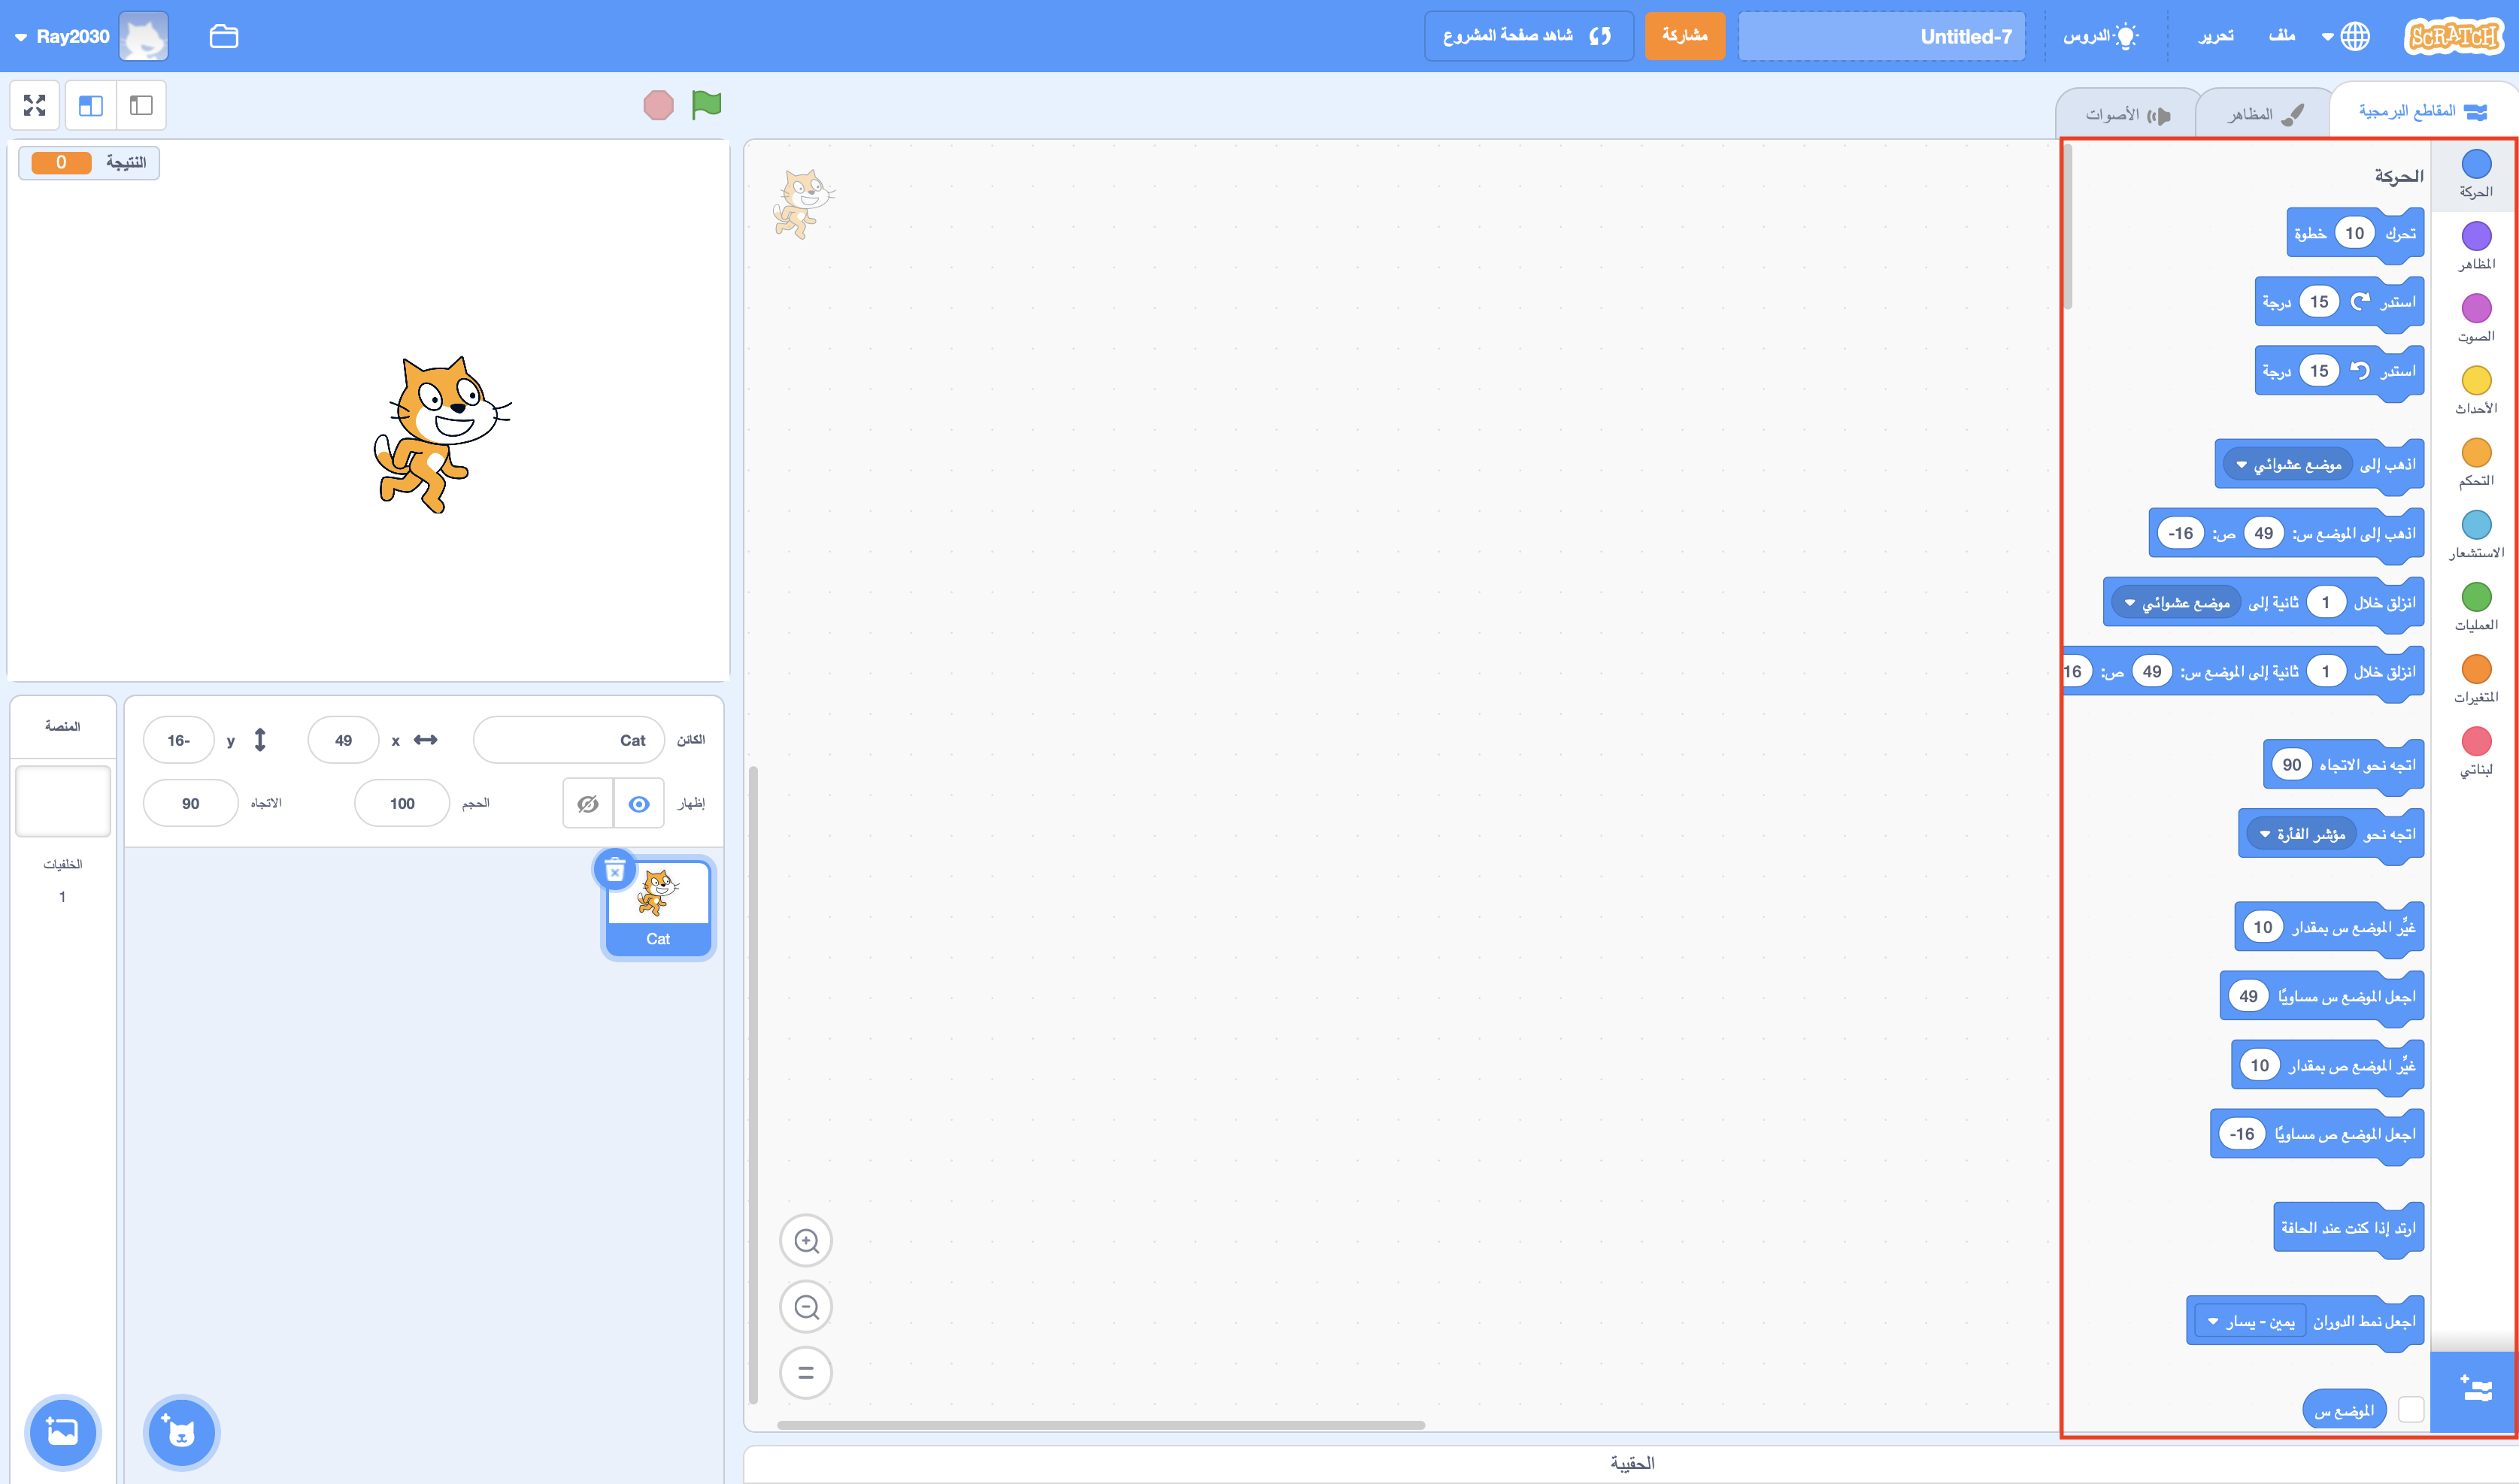 SCRATCH
ملف
تحرير
الدروس
Untitled-7
مشاركة
شاهد صفحة المشروع
Ray2030
المقاطع البرمجية
المظاهر
الأصوات
الحركة
المظاهر
الصوت
الأحداث
التحكم
الاستشعار
العمليات
المتغيرات
لبناتي
الحركة
تحرك 10 خطوة
استدر 15 درجة
استدر 15 درجة
اذهب إلى موضع عشوائي
اذهب إلى الموضع س: 49 ص: -16
انزلق خلال 1 ثانية إلى موضع عشوائي
انزلق خلال 1 ثانية إلى الموضع س: 49 ص: 16
اتجه نحو الاتجاه 90
اتجه نحو مؤشر الفأرة
غيِّر الموضع س بمقدار 10
اجعل الموضع س مساويًا 49
غيِّر الموضع ص بمقدار 10
اجعل الموضع ص مساويًا -16
ارتد إذا كنت عند الحافة
اجعل نمط الدوران يمين - يسار
الموضع س
الحقيبة
النتيجة 0
الكائن Cat x 49 y 16-
إظهار الحجم 100 الاتجاه 90
Cat
المنصة
الخلفيات
1